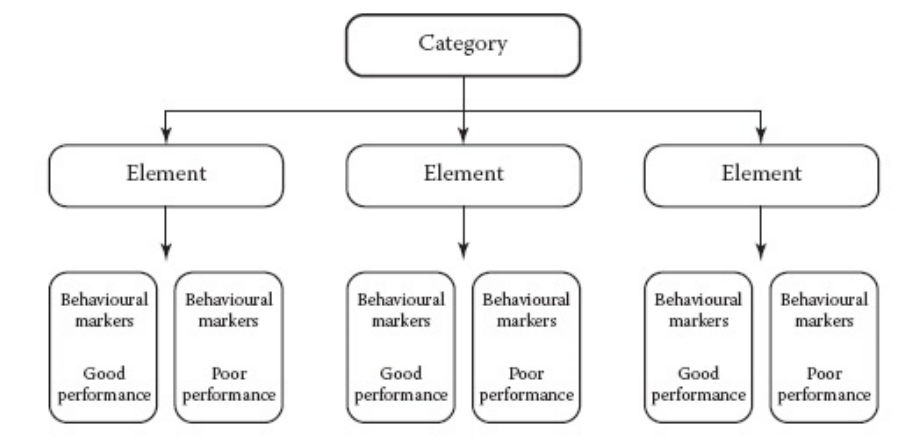 Category
Element
Element
Element
Behavioural
markers
Good
performance
Behavioural
markers
Poor
performance
Behavioural
markers
Good
performance
Behavioural
markers
Poor
performance
Behavioural
markers
Good
performance
Behavioural
markers
Poor
performance